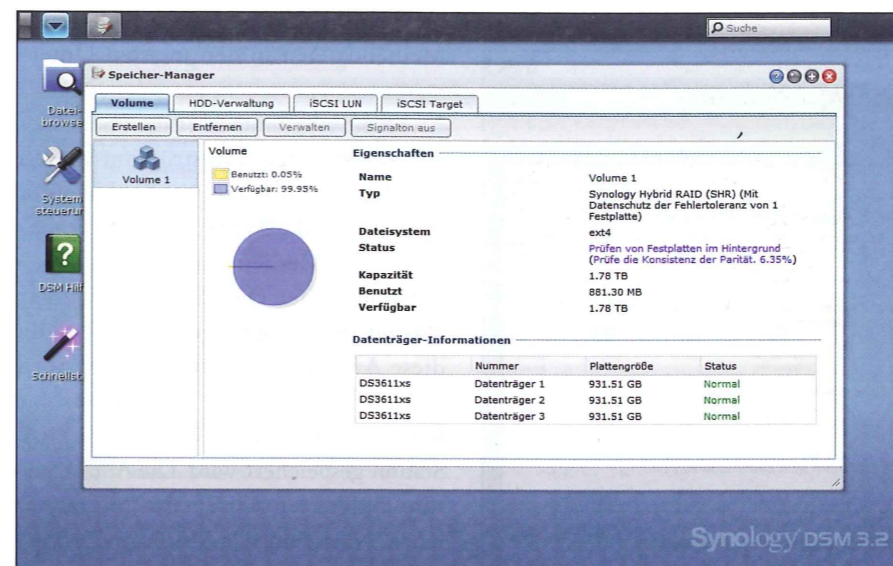 Suche
Speicher-Manager
Volume HDD-Verwaltung iSCSI LUN iSCSI Target
Erstellen Entfernen Verwalten Signalton aus
Volume 1
Volume
Benutzt: 0.05%
Verfügbar: 99.95%
Eigenschaften
Name Volume 1
Typ Synology Hybrid RAID (SHR) (Mit
Datenschutz der Fehlertoleranz von 1
Festplatte)
Dateisystem ext4
Status Prüfen von Festplatten im Hintergrund
(Prüfe die Konsistenz der Parität. 6.35%)
Kapazität 1.78 TB
Benutzt 881.30 MB
Verfügbar 1.78 TB
Datenträger-Informationen
Nummer Plattengröße Status
DS3611xs Datenträger 1 931.51 GB Normal
DS3611xs Datenträger 2 931.51 GB Normal
DS3611xs Datenträger 3 931.51 GB Normal
Datei-
browse
System
steuerun
DSM Hilf
Schnellst
Synology DSM 3.2